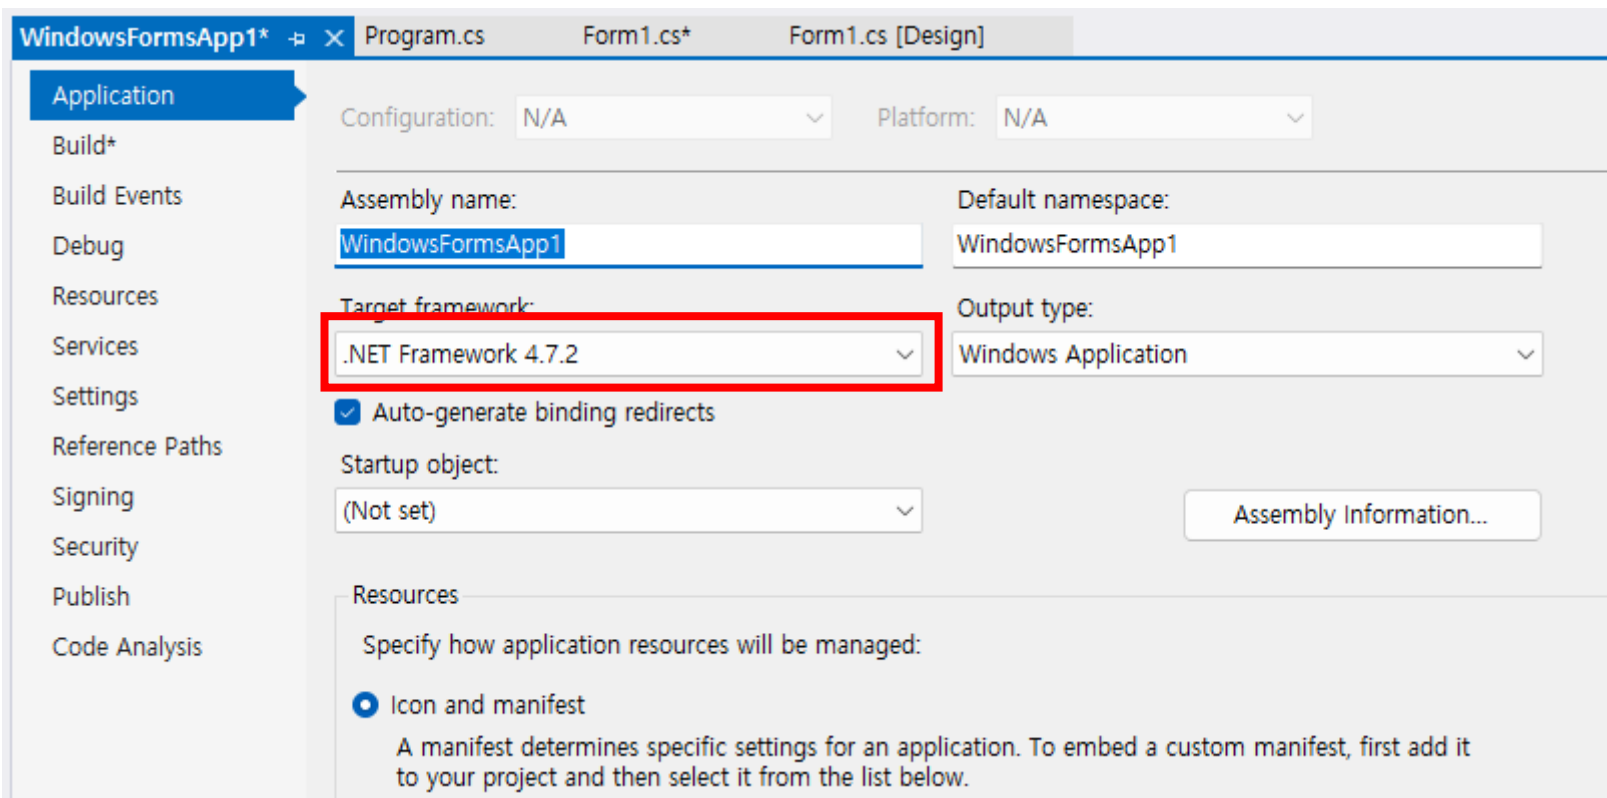 WindowsFormsApp1* Program.cs Form1.cs* Form1.cs [Design]
Application
Build*
Build Events
Debug
Resources
Services
Settings
Reference Paths
Signing
Security
Publish
Code Analysis
Configuration: N/A Platform: N/A
Assembly name: Default namespace:
WindowsFormsApp1 WindowsFormsApp1
Target framework: Output type:
.NET Framework 4.7.2 Windows Application
Auto-generate binding redirects
Startup object:
(Not set) Assembly Information...
Resources
Specify how application resources will be managed:
Icon and manifest
A manifest determines specific settings for an application. To embed a custom manifest, first add it
to your project and then select it from the list below.